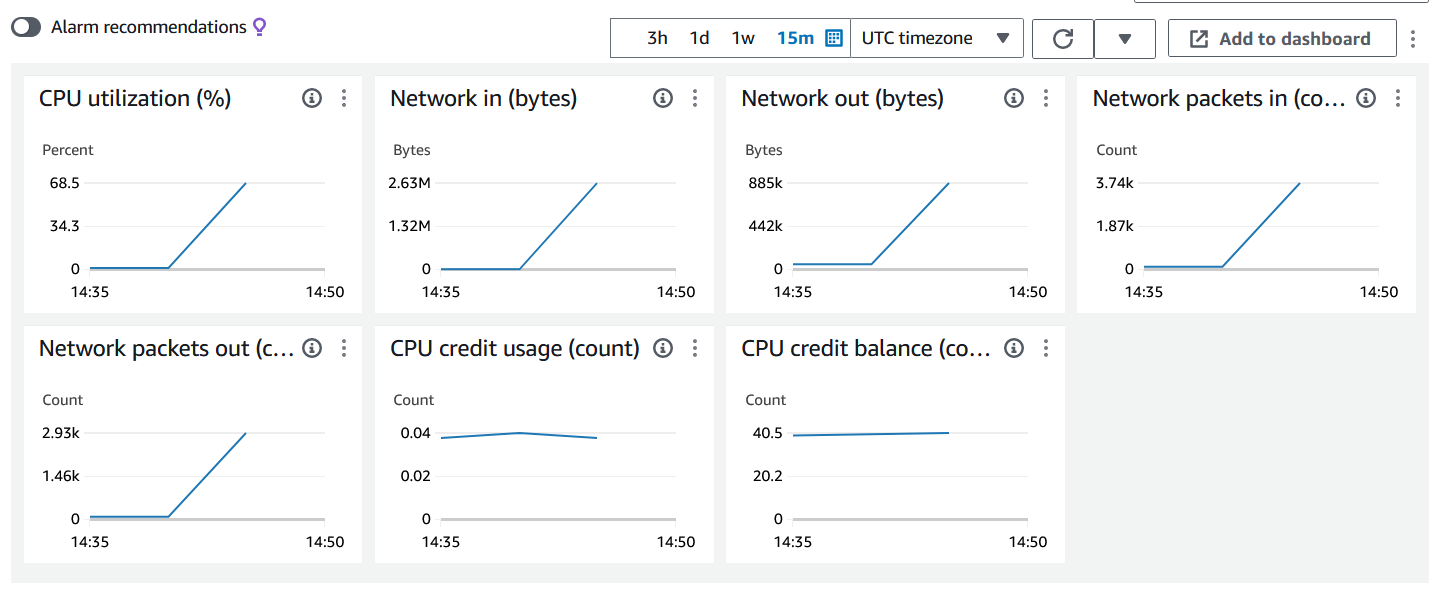 Alarm recommendations
3h 1d 1w 15m UTC timezone Add to dashboard
CPU utilization (%)
Percent
68.5
34.3
0
14:35 14:50
Network in (bytes)
Bytes
2.63M
1.32M
0
14:35 14:50
Network out (bytes)
Bytes
885k
442k
0
14:35 14:50
Network packets in (co...
Count
3.74k
1.87k
0
14:35 14:50
Network packets out (c...
Count
2.93k
1.46k
0
14:35 14:50
CPU credit usage (count)
Count
0.04
0.02
0
14:35 14:50
CPU credit balance (co...
Count
40.5
20.2
0
14:35 14:50